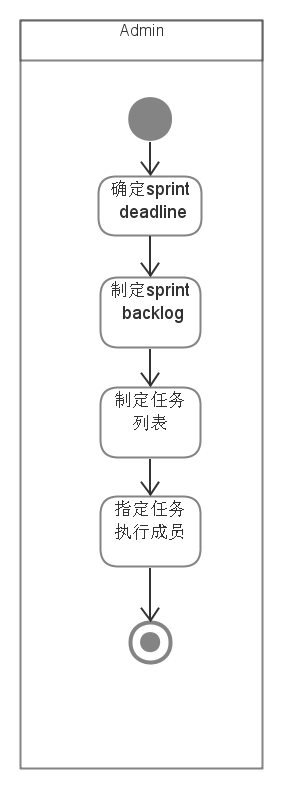 Admin
确定sprint
deadline
制定sprint
backlog
制定任务
列表
指定任务
执行成员